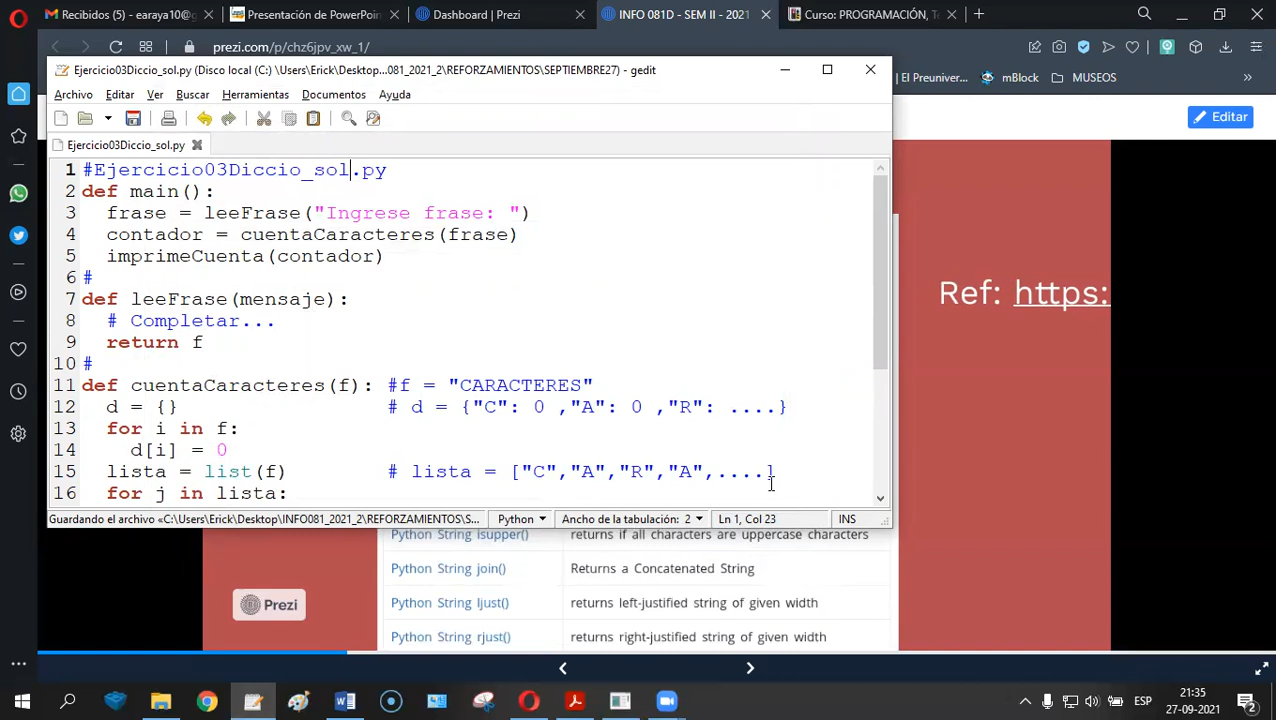 Recibidos (5) - earaya10@g
Presentación de PowerPoin
Dashboard | Prezi
INFO 081D - SEM II - 2021
Curso: PROGRAMACIÓN, Te
prezi.com/p/chz6jpv_xw_1/
Ejercicio03Diccio_sol.py (Disco local (C:) \Users\Erick\Desktop...081_2021_2\REFORZAMIENTOS\SEPTIEMBRE27) - gedit
El Preuniver...
mBlock
MUSEOS
Archivo Editar Ver Buscar Herramientas Documentos Ayuda
Editar
Ejercicio03Diccio_sol.py
1 #Ejercicio03Diccio_sol.py
2 def main():
3 frase = leeFrase("Ingrese frase: ")
4 contador = cuentaCaracteres(frase)
5 imprimeCuenta(contador)
6 #
7 def leeFrase(mensaje):
8 # Completar...
9 return f
10 #
11 def cuentaCaracteres(f): #f = "CARACTERES"
12 d = {} # d = {"C": 0 ,"A": 0 ,"R": ....}
13 for i in f:
14 d[i] = 0
15 lista = list(f) # lista = ["C","A","R","A",....]
16 for j in lista:
Ref: https:
Guardando el archivo «C:\Users\Erick\Desktop\INFO081_2021_2\REFORZAMIENTOS\S... Python Ancho de la tabulación: 2 Ln 1, Col 23 INS
Python String isupper() returns if all characters are uppercase characters
Python String join() Returns a Concatenated String
Python String ljust() returns left-justified string of given width
Python String rjust() returns right-justified string of given width
Prezi
ESP
21:35
27-09-2021
2